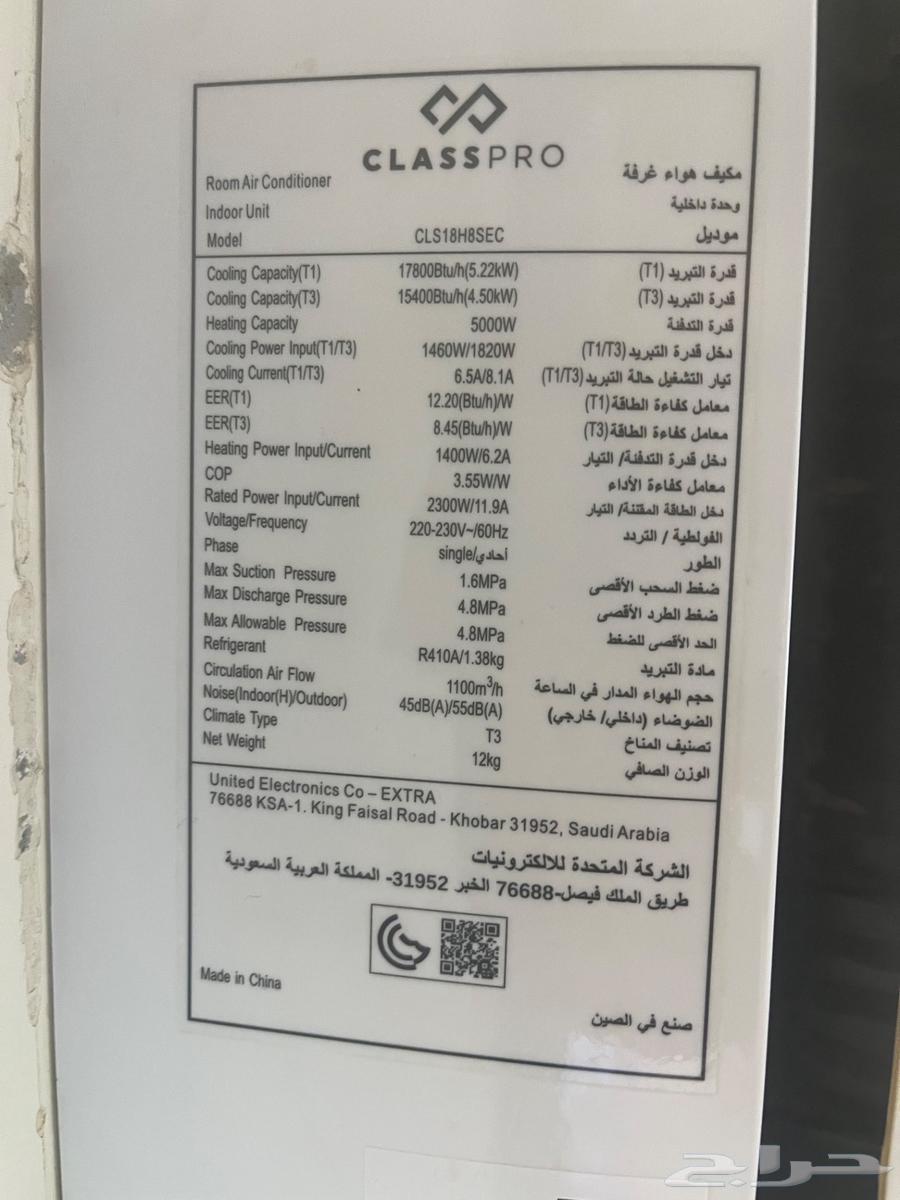 CLASSPRO
Room Air Conditioner مكيف هواء غرفة
Indoor Unit وحدة داخلية
Model CLS18H8SEC موديل
Cooling Capacity(T1) 17800Btu/h(5.22kW) قدرة التبريد (T1)
Cooling Capacity(T3) 15400Btu/h(4.50kW) قدرة التبريد (T3)
Heating Capacity 5000W قدرة التدفئة
Cooling Power Input(T1/T3) 1460W/1820W دخل قدرة التبريد (T1/T3)
Cooling Current(T1/T3) 6.5A/8.1A تيار التشغيل حالة التبريد(T1/T3)
EER(T1) 12.20(Btu/h)/W معامل كفاءة الطاقة(T1)
EER(T3) 8.45(Btu/h)/W معامل كفاءة الطاقة(T3)
Heating Power Input/Current 1400W/6.2A دخل قدرة التدفئة/ التيار
COP 3.55W/W معامل كفاءة الأداء
Rated Power Input/Current 2300W/11.9A دخل الطاقة المقننة/ التيار
Voltage/Frequency 220-230V~/60Hz الفولطية / التردد
Phase single/أحادي الطور
Max Suction Pressure 1.6MPa ضغط السحب الأقصى
Max Discharge Pressure 4.8MPa ضغط الطرد الأقصى
Max Allowable Pressure 4.8MPa الحد الأقصى للضغط
Refrigerant R410A/1.38kg مادة التبريد
Circulation Air Flow 1100m³/h حجم الهواء المدار في الساعة
Noise(Indoor(H)/Outdoor) 45dB(A)/55dB(A) الضوضاء (داخلي/ خارجي)
Climate Type T3 تصنيف المناخ
Net Weight 12kg الوزن الصافي
United Electronics Co – EXTRA
76688 KSA-1. King Faisal Road - Khobar 31952, Saudi Arabia
الشركة المتحدة للالكترونيات
طريق الملك فيصل-76688 الخبر 31952- المملكة العربية السعودية
Made in China صنع في الصين
حراج